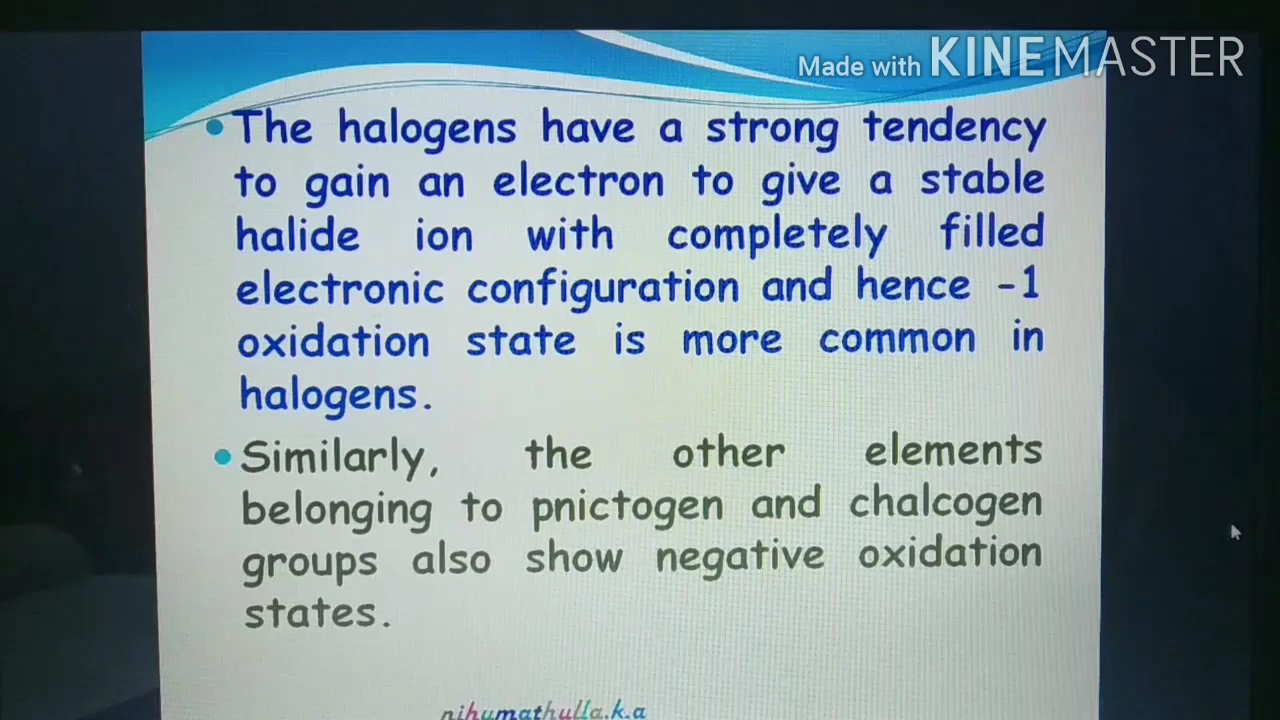 Made with KINEMASTER
• The halogens have a strong tendency
to gain an electron to give a stable
halide ion with completely filled
electronic configuration and hence -1
oxidation state is more common in
halogens.
• Similarly, the other elements
belonging to pnictogen and chalcogen
groups also show negative oxidation
states.
nihumathulla.k.a